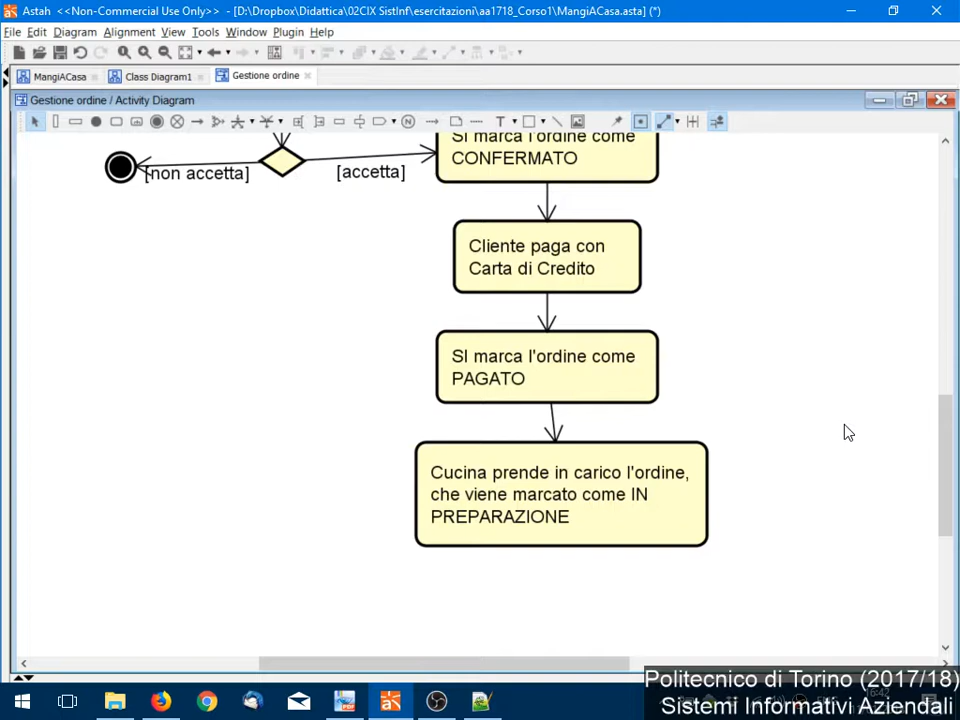 Astah <<Non-Commercial Use Only>> - [D:\Dropbox\Didattica\02CIX SistInf\esercitazioni\aa1718_Corso1\MangiACasa.asta] (*)
File Edit Diagram Alignment View Tools Window Plugin Help
MangiACasa Class Diagram1 Gestione ordine
Gestione ordine / Activity Diagram
SI marca l'ordine come
CONFERMATO
[non accetta] [accetta]
Cliente paga con
Carta di Credito
SI marca l'ordine come
PAGATO
Cucina prende in carico l'ordine,
che viene marcato come IN
PREPARAZIONE
Politecnico di Torino (2017/18)
16:42
Sistemi Informativi Aziendali